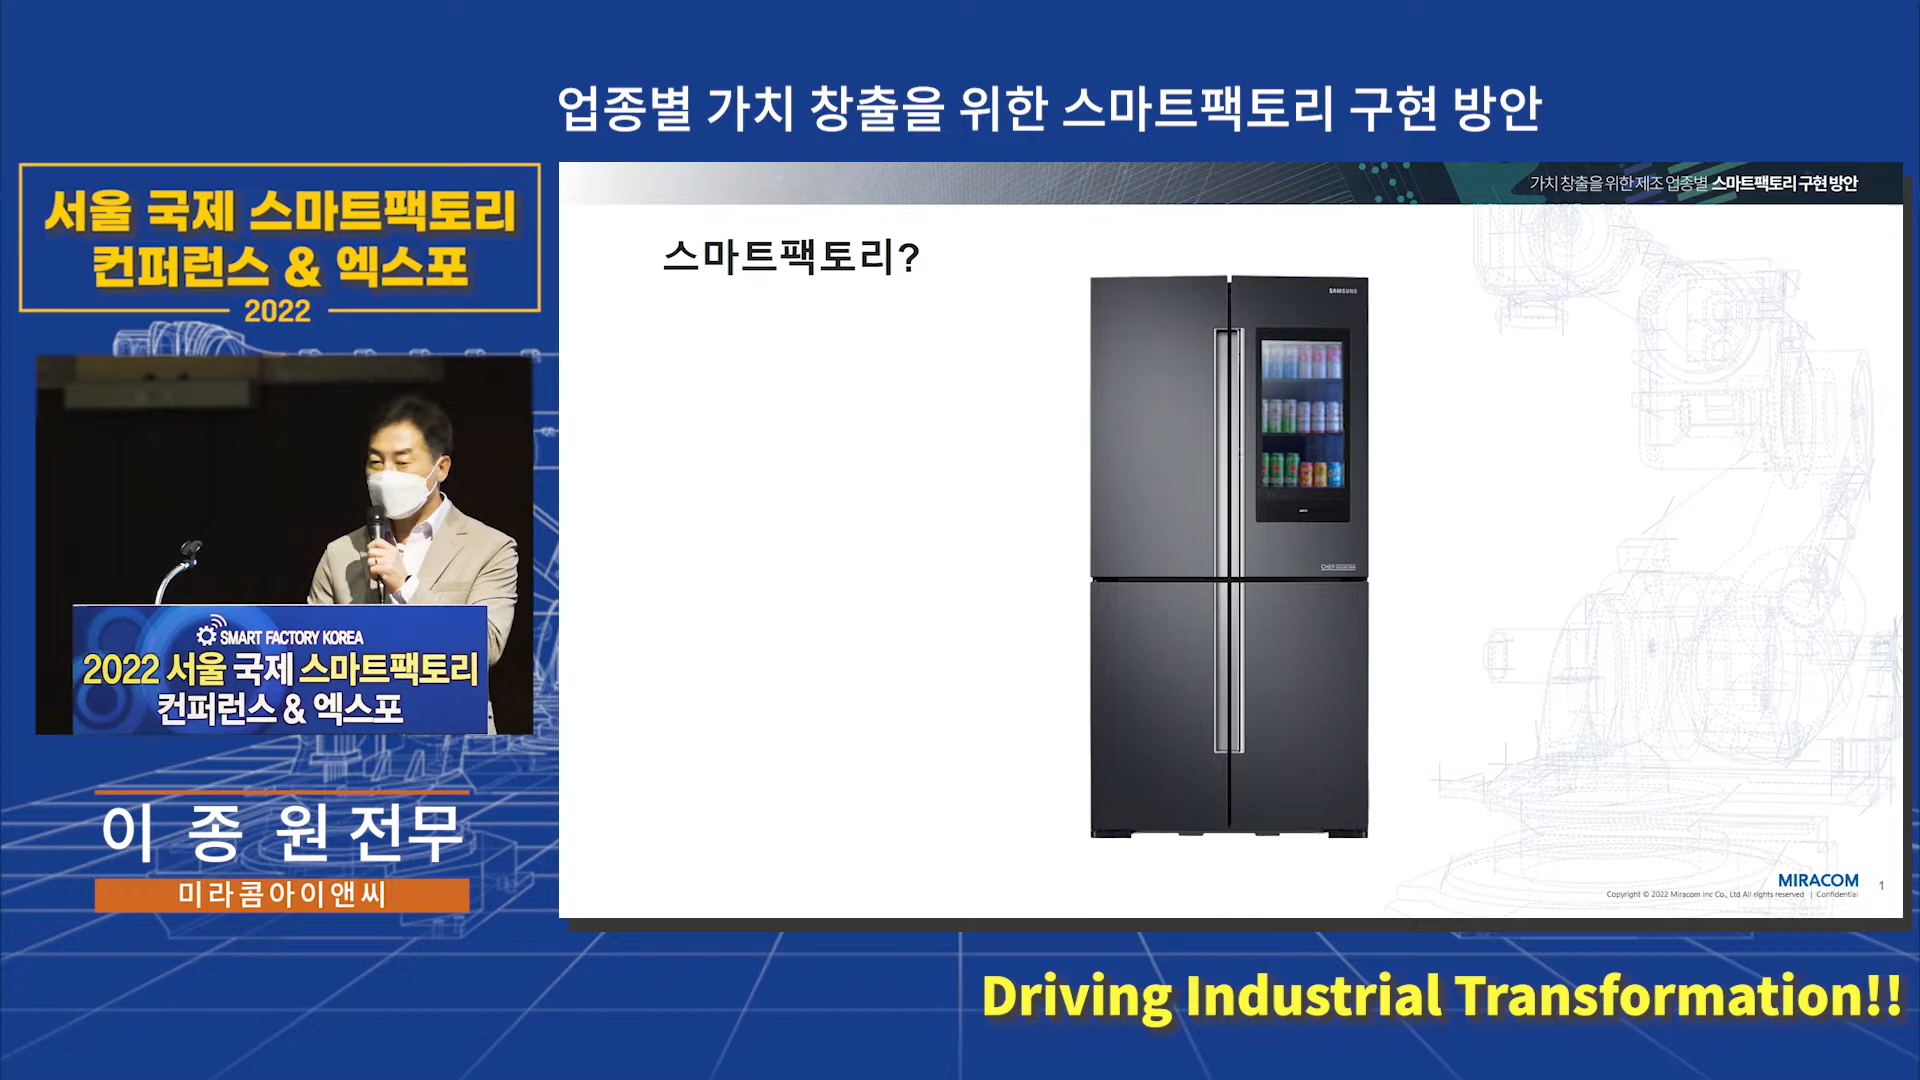 업종별 가치 창출을 위한 스마트팩토리 구현 방안
서울 국제 스마트팩토리
컨퍼런스 & 엑스포
2022
가치 창출을 위한 제조 업종별 스마트팩토리 구현 방안
스마트팩토리?
SAMSUNG
CHEF COLLECTION
SMART FACTORY KOREA
2022 서울 국제 스마트팩토리
컨퍼런스 & 엑스포
이 종 원 전무
미라콤아이앤씨
MIRACOM
Copyright © 2022 Miracom Inc Co., Ltd All rights reserved | Confidential
1
Driving Industrial Transformation!!